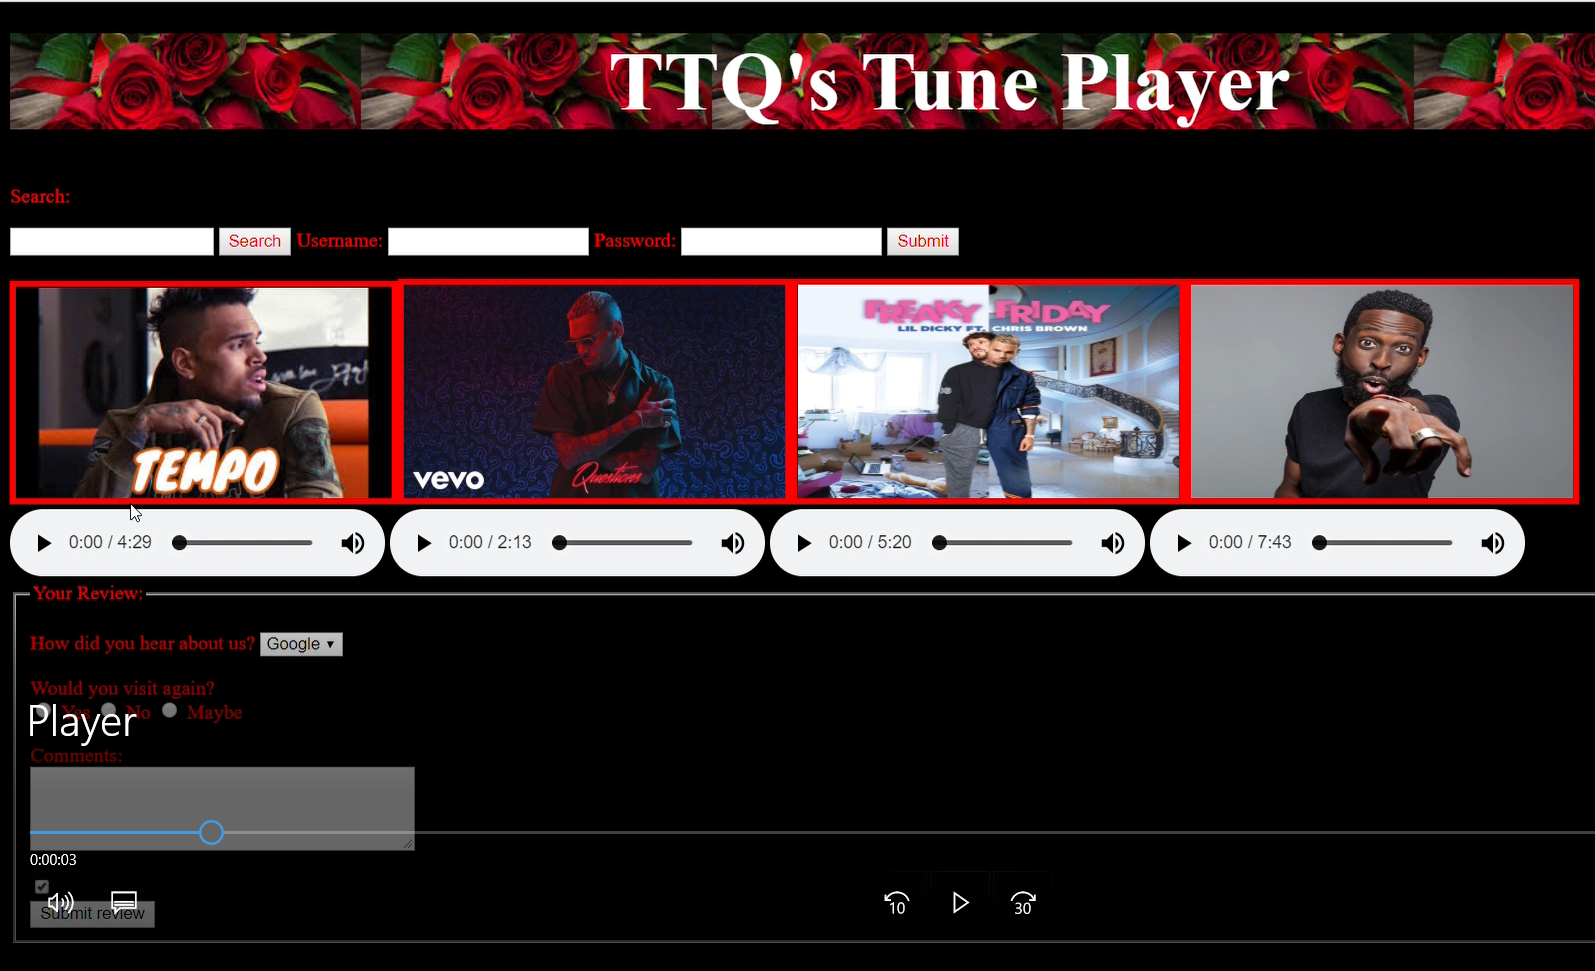 TTQ's Tune Player
Search:
Search Username: Password: Submit
TEMPO
vevo Questions
FREAKY FRIDAY
LIL DICKY FT. CHRIS BROWN
0:00 / 4:29 0:00 / 2:13 0:00 / 5:20 0:00 / 7:43
Your Review:
How did you hear about us? Google
Would you visit again?
Yes No Maybe
Player
Comments:
0:00:03
Submit review
10 30